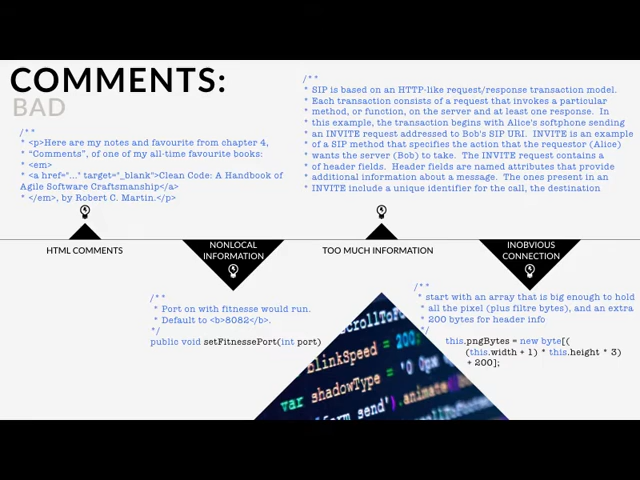 COMMENTS:
BAD
/**
* <p>Here are my notes and favourite from chapter 4,
* "Comments", of one of my all-time favourite books:
* <em>
* <a href="..." target="_blank">Clean Code: A Handbook of
Agile Software Craftsmanship</a>
* </em>, by Robert C. Martin.</p>
/**
* SIP is based on an HTTP-like request/response transaction model.
* Each transaction consists of a request that invokes a particular
* method, or function, on the server and at least one response. In
* this example, the transaction begins with Alice's softphone sending
* an INVITE request addressed to Bob's SIP URI. INVITE is an example
* of a SIP method that specifies the action that the requestor (Alice)
* wants the server (Bob) to take. The INVITE request contains a
* of header fields. Header fields are named attributes that provide
* additional information about a message. The ones present in an
* INVITE include a unique identifier for the call, the destination
HTML COMMENTS
NONLOCAL
INFORMATION
TOO MUCH INFORMATION
INOBVIOUS
CONNECTION
/**
* Port on with fitnesse would run.
* Default to <b>8082</b>.
*/
public void setFitnessePort(int port)
/**
* start with an array that is big enough to hold
* all the pixel (plus filtre bytes), and an extra
* 200 bytes for header info
*/
this.pngBytes = new byte[(
(this.width + 1) * this.height * 3)
+ 200];
scrollToFo
blinkSpeed = 200;
var shadowType = '0 0px
send').animate